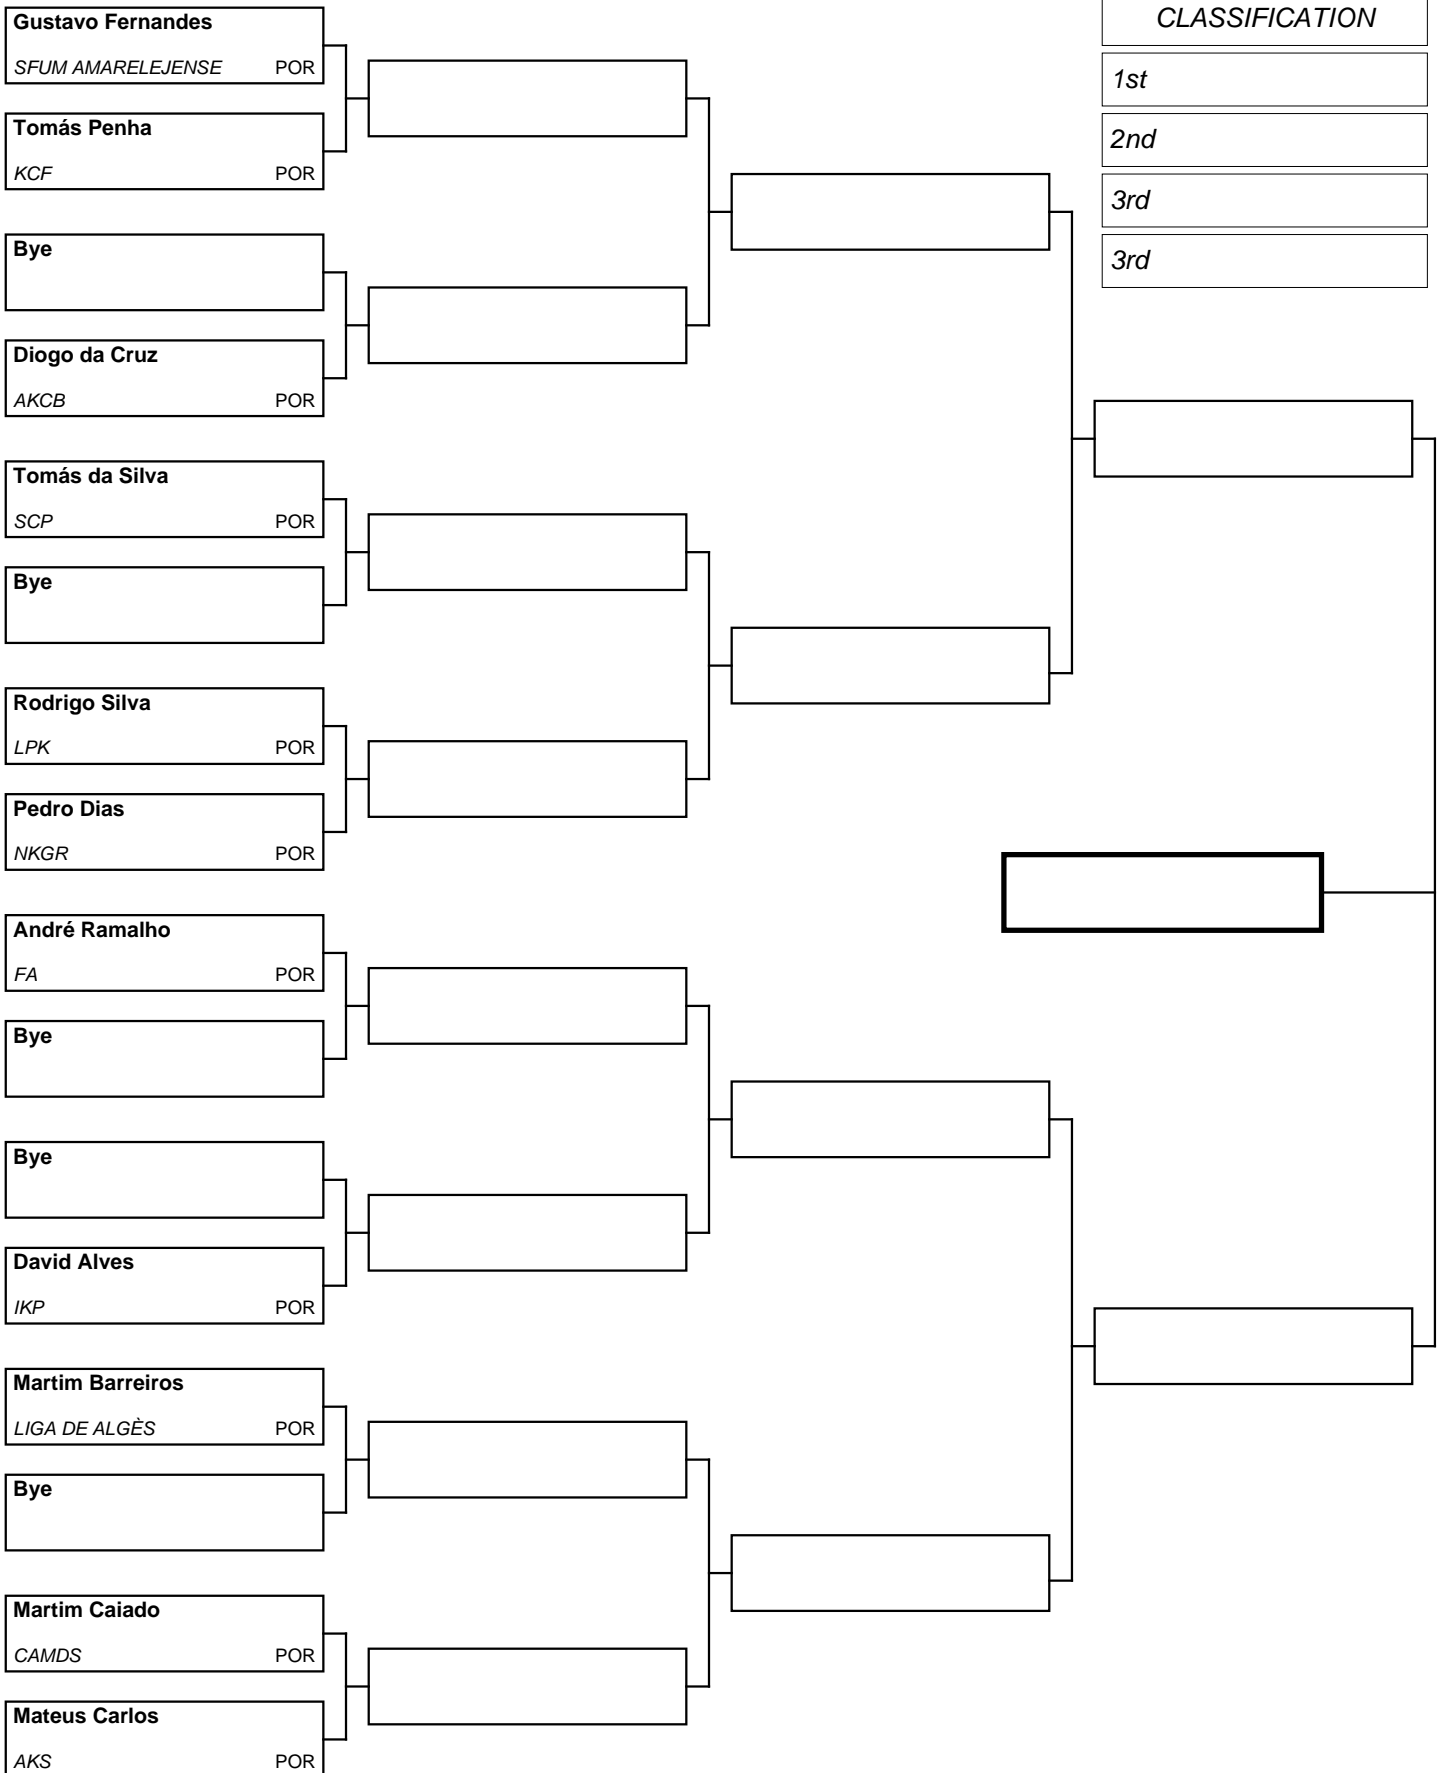 Gustavo Fernandes
SFUM AMARELEJENSE POR
Tomás Penha
KCF POR
Bye
Diogo da Cruz
AKCB POR
Tomás da Silva
SCP POR
Bye
Rodrigo Silva
LPK POR
Pedro Dias
NKGR POR
André Ramalho
FA POR
Bye
Bye
David Alves
IKP POR
Martim Barreiros
LIGA DE ALGÈS POR
Bye
Martim Caiado
CAMDS POR
Mateus Carlos
AKS POR
CLASSIFICATION
1st
2nd
3rd
3rd